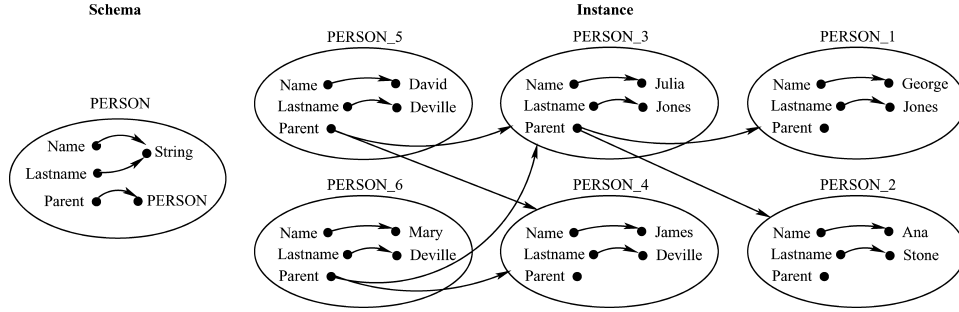 Schema
Instance
PERSON
Name
String
Lastname
Parent
PERSON
PERSON_5
Name
David
Lastname
Deville
Parent
PERSON_3
Name
Julia
Lastname
Jones
Parent
PERSON_1
Name
George
Lastname
Jones
Parent
PERSON_6
Name
Mary
Lastname
Deville
Parent
PERSON_4
Name
James
Lastname
Deville
Parent
PERSON_2
Name
Ana
Lastname
Stone
Parent